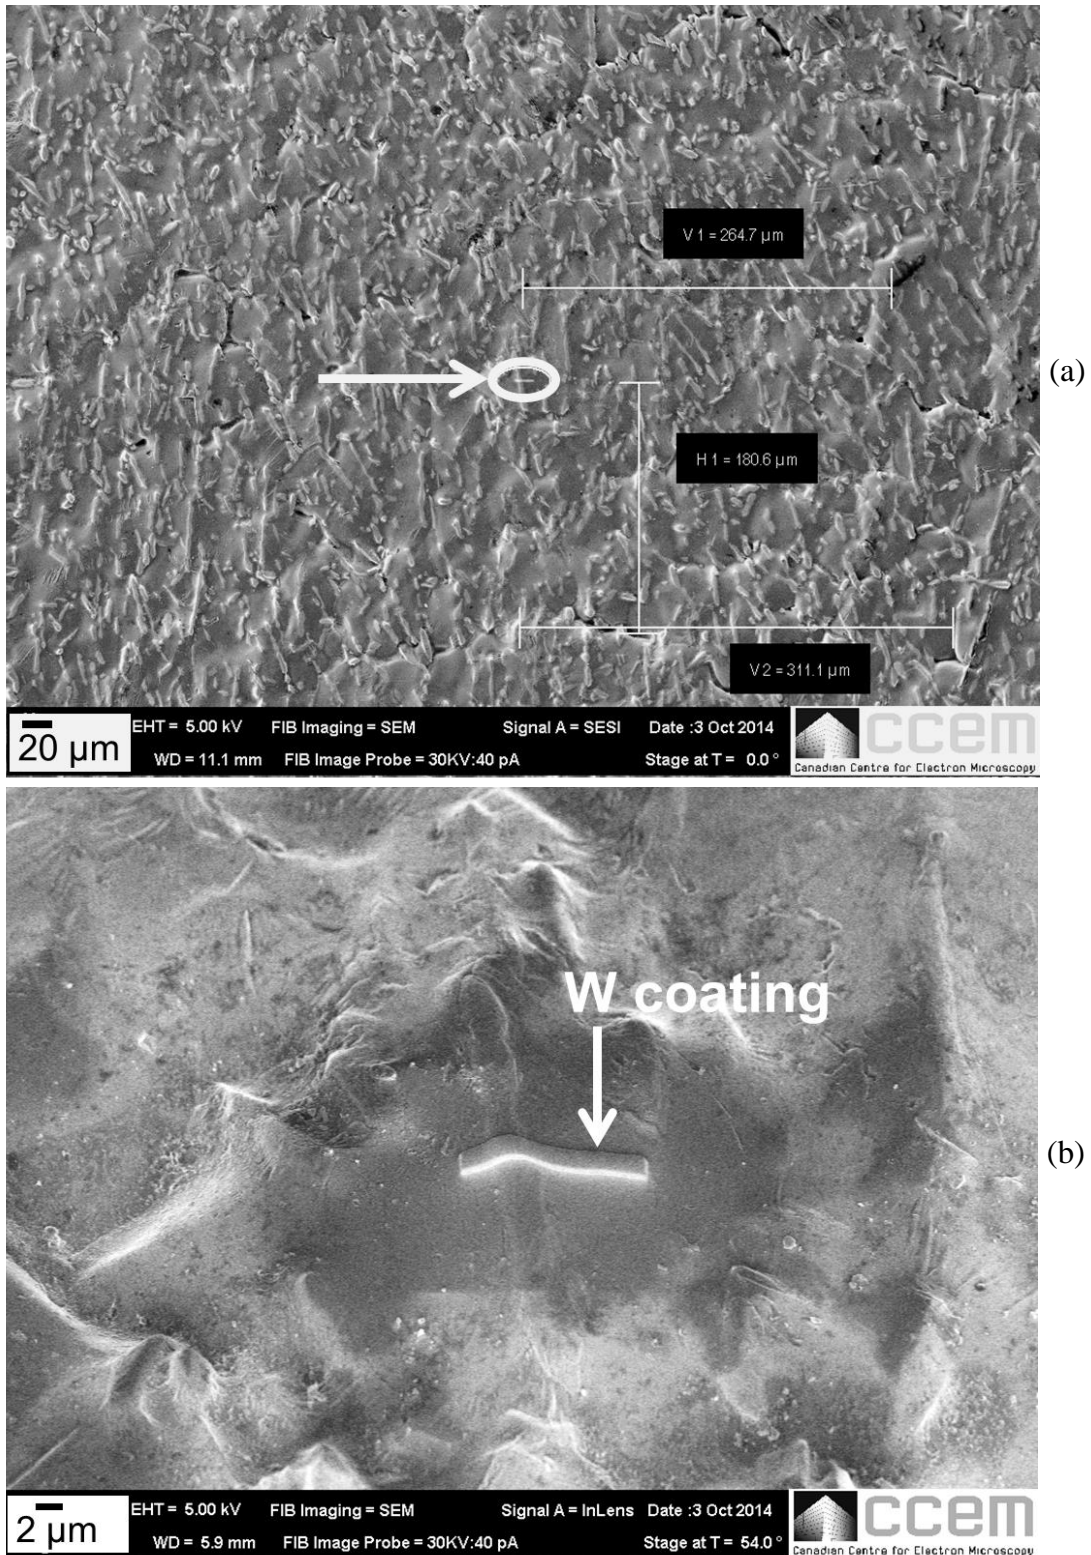 V 1 = 264.7 µm
(a)
H 1 = 180.6 µm
V 2 = 311.1 µm
20 µm
EHT = 5.00 kV FIB Imaging = SEM Signal A = SESI Date :3 Oct 2014
WD = 11.1 mm FIB Image Probe = 30KV:40 pA Stage at T = 0.0 °
ccem
Canadian Centre for Electron Microscopy
W coating
(b)
2 µm
EHT = 5.00 kV FIB Imaging = SEM Signal A = InLens Date :3 Oct 2014
WD = 5.9 mm FIB Image Probe = 30KV:40 pA Stage at T = 54.0 °
ccem
Canadian Centre for Electron Microscopy